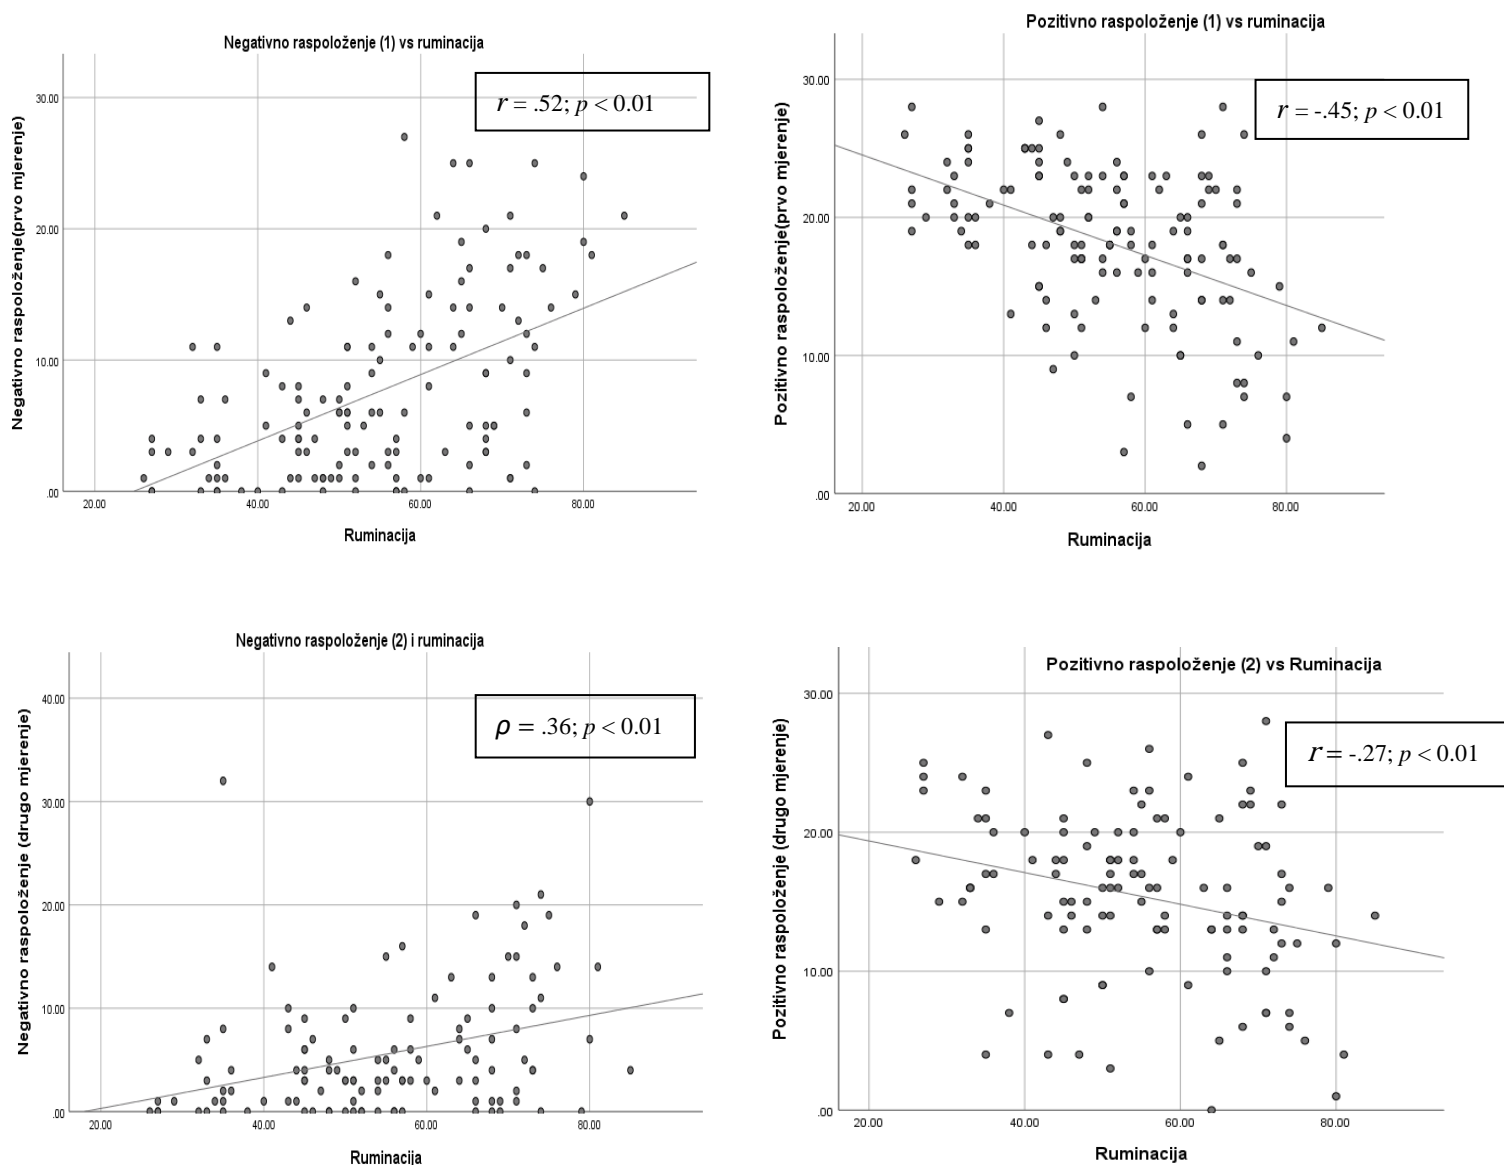 Negativno raspoloženje (1) vs ruminacija
r = .52; p < 0.01
Negativno raspoloženje(prvo mjerenje)
30.00
20.00
10.00
.00
20.00
40.00
60.00
80.00
Ruminacija
Pozitivno raspoloženje (1) vs ruminacija
r = -.45; p < 0.01
Pozitivno raspoloženje(prvo mjerenje)
30.00
20.00
10.00
.00
20.00
40.00
60.00
80.00
Ruminacija
Negativno raspoloženje (2) i ruminacija
ρ = .36; p < 0.01
Negativno raspoloženje (drugo mjerenje)
40.00
30.00
20.00
10.00
.00
20.00
40.00
60.00
80.00
Ruminacija
Pozitivno raspoloženje (2) vs Ruminacija
r = -.27; p < 0.01
Pozitivno raspoloženje (drugo mjerenje)
30.00
20.00
10.00
.00
20.00
40.00
60.00
80.00
Ruminacija